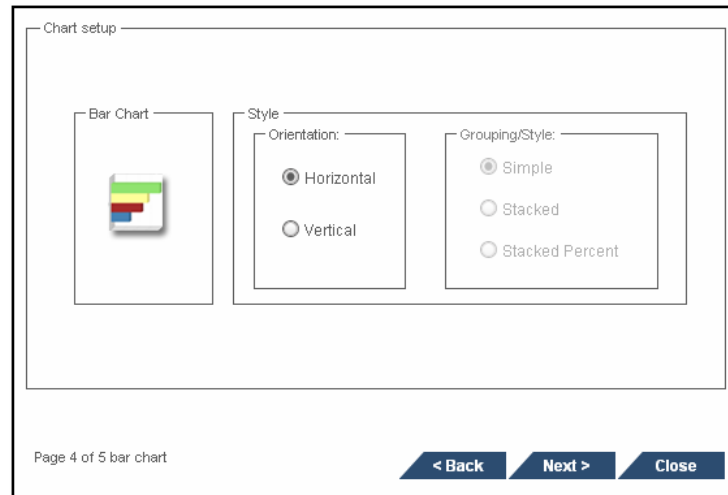 Chart setup
Bar Chart
Style
Orientation:
Horizontal
Vertical
Grouping/Style:
Simple
Stacked
Stacked Percent
Page 4 of 5 bar chart
< Back
Next >
Close